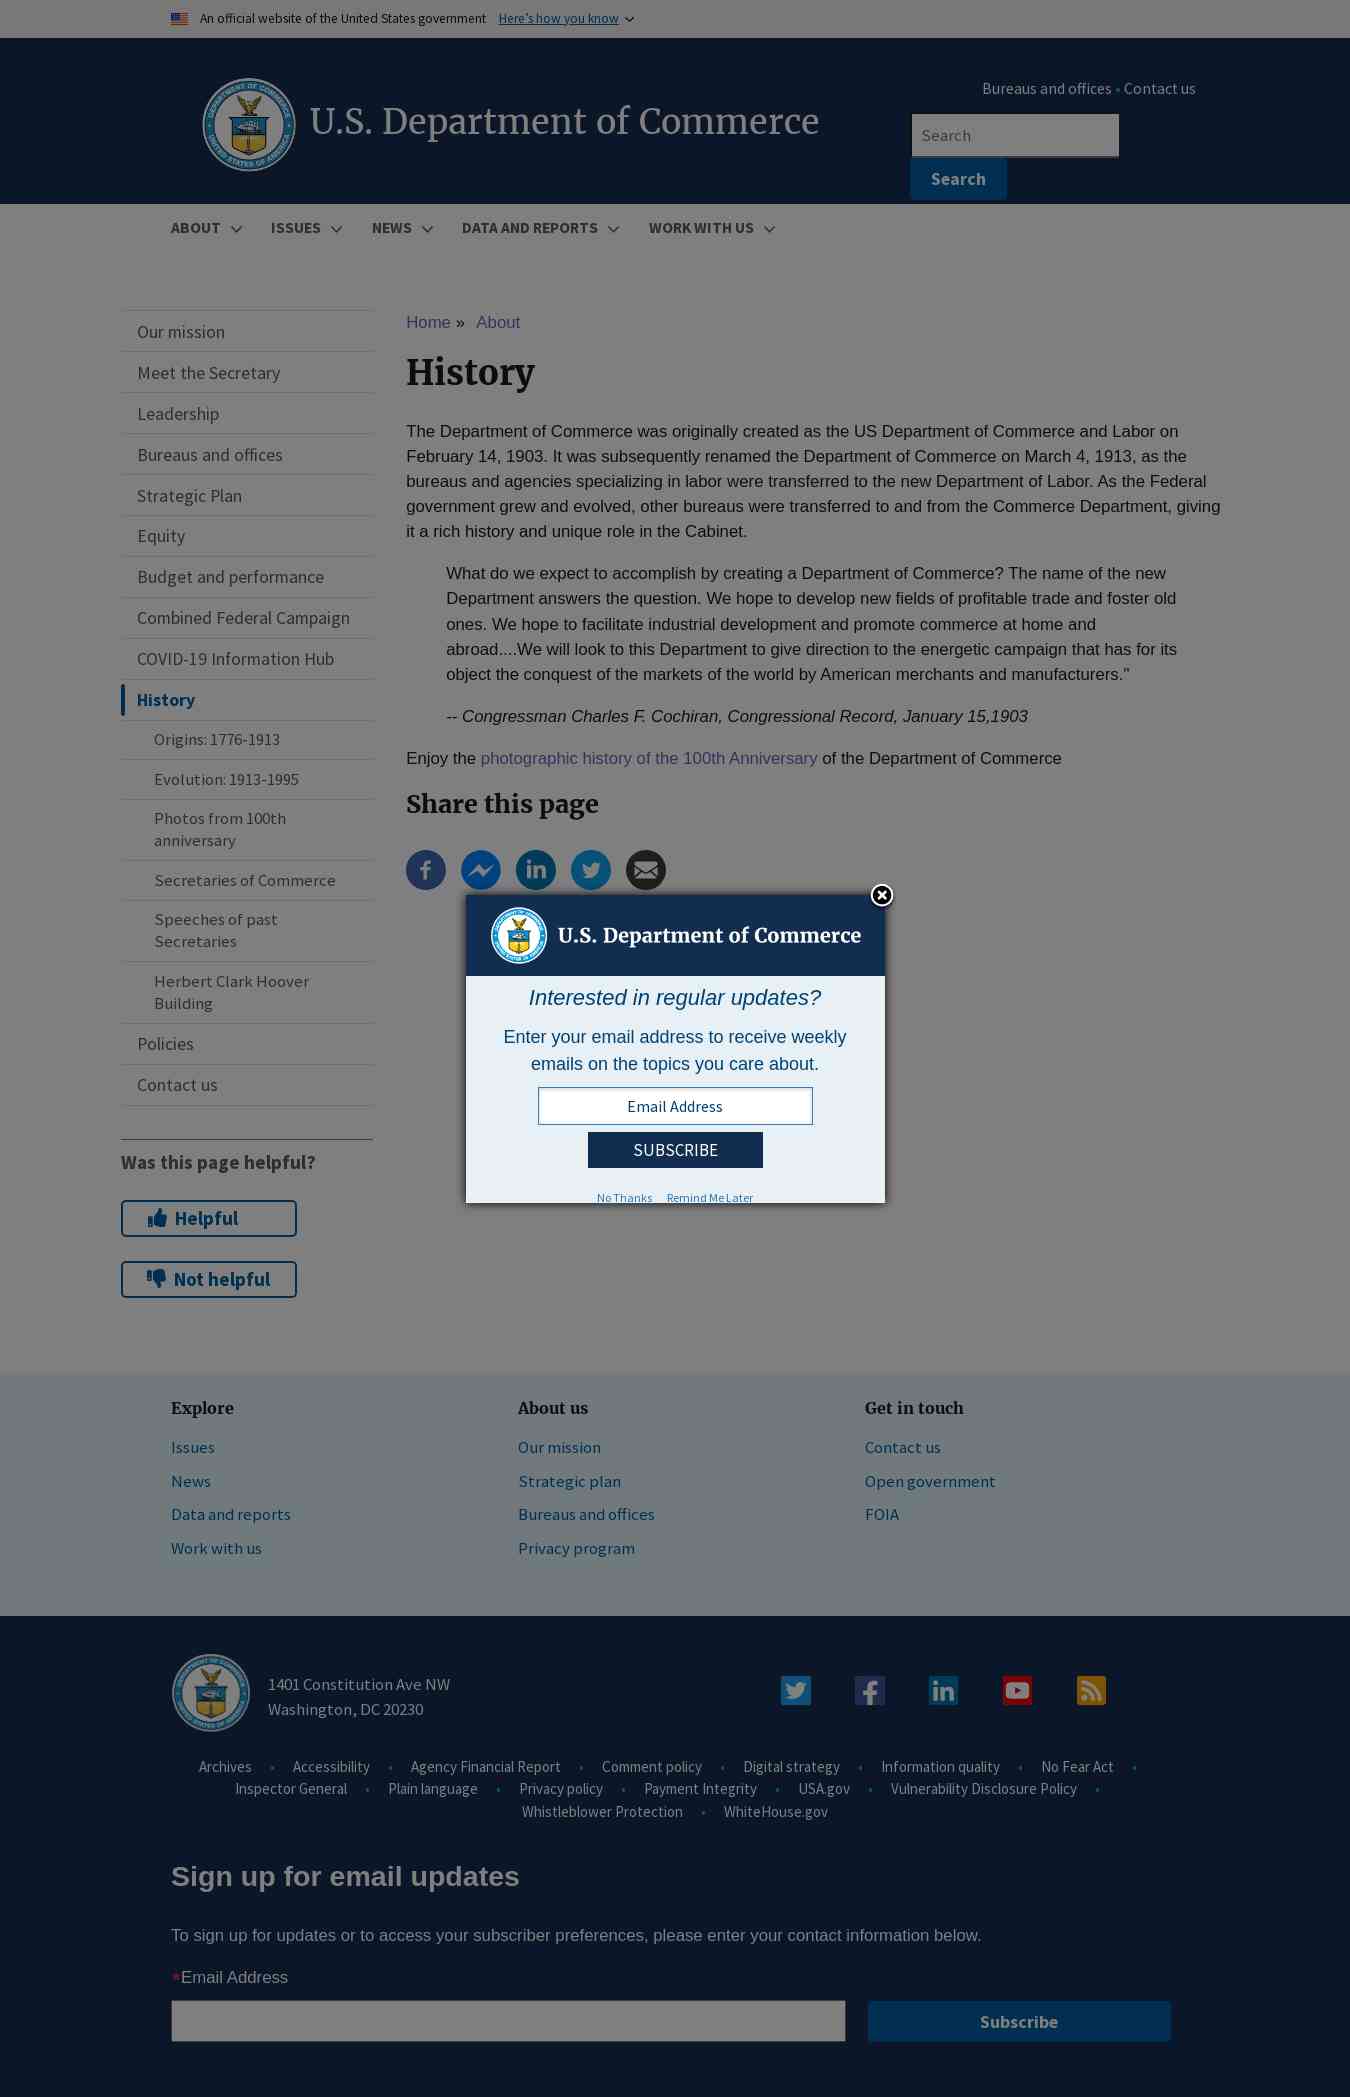 An official website of the United States government Here’s how you know
Bureaus and offices • Contact us
U.S. Department of Commerce
Search
Search
ABOUT ISSUES NEWS DATA AND REPORTS WORK WITH US
Our mission
Meet the Secretary
Leadership
Bureaus and offices
Strategic Plan
Equity
Budget and performance
Combined Federal Campaign
COVID-19 Information Hub
History
Origins: 1776-1913
Evolution: 1913-1995
Photos from 100th
anniversary
Secretaries of Commerce
Speeches of past
Secretaries
Herbert Clark Hoover
Building
Policies
Contact us
Was this page helpful?
Helpful
Not helpful
Home » About
History
The Department of Commerce was originally created as the US Department of Commerce and Labor on
February 14, 1903. It was subsequently renamed the Department of Commerce on March 4, 1913, as the
bureaus and agencies specializing in labor were transferred to the new Department of Labor. As the Federal
government grew and evolved, other bureaus were transferred to and from the Commerce Department, giving
it a rich history and unique role in the Cabinet.
What do we expect to accomplish by creating a Department of Commerce? The name of the new
Department answers the question. We hope to develop new fields of profitable trade and foster old
ones. We hope to facilitate industrial development and promote commerce at home and
abroad....We will look to this Department to give direction to the energetic campaign that has for its
object the conquest of the markets of the world by American merchants and manufacturers."
-- Congressman Charles F. Cochiran, Congressional Record, January 15,1903
Enjoy the photographic history of the 100th Anniversary of the Department of Commerce
Share this page
U.S. Department of Commerce
Interested in regular updates?
Enter your email address to receive weekly
emails on the topics you care about.
Email Address
SUBSCRIBE
No Thanks Remind Me Later
Explore
Issues
News
Data and reports
Work with us
About us
Our mission
Strategic plan
Bureaus and offices
Privacy program
Get in touch
Contact us
Open government
FOIA
1401 Constitution Ave NW
Washington, DC 20230
Archives • Accessibility • Agency Financial Report • Comment policy • Digital strategy • Information quality • No Fear Act •
Inspector General • Plain language • Privacy policy • Payment Integrity • USA.gov • Vulnerability Disclosure Policy •
Whistleblower Protection • WhiteHouse.gov
Sign up for email updates
To sign up for updates or to access your subscriber preferences, please enter your contact information below.
*Email Address
Subscribe